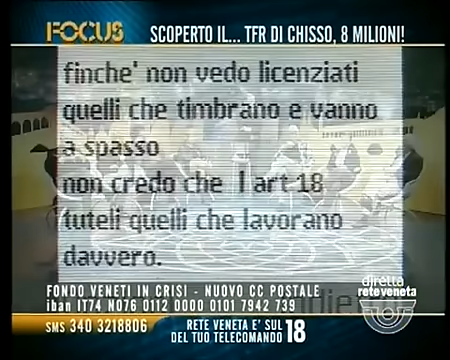 FOCUS SCOPERTO IL... TFR DI CHISSO, 8 MILIONI!
finche' non vedo licenziati
quelli che timbrano e vanno
a spasso
non credo che l art 18
tuteli quelli che lavorano
davvero.
FONDO VENETI IN CRISI - NUOVO CC POSTALE
iban IT74 N076 0112 0000 0101 7942 739
diretta
reteveneta
SMS 340 3218806
RETE VENETA E' SUL
DEL TUO TELECOMANDO 18